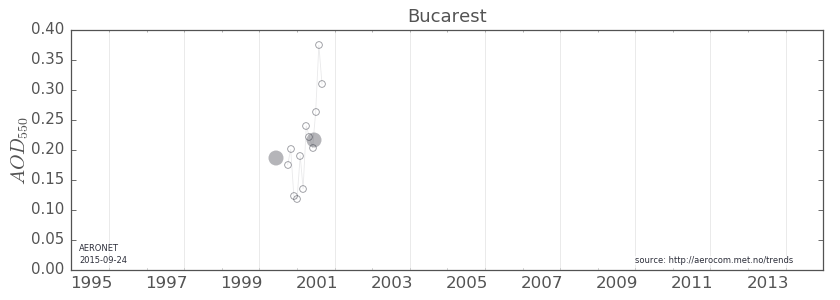 Bucarest
0.40
0.35
0.30
0.25
0.20
0.15
0.10
0.05
0.00
AOD550
AERONET
2015-09-24
source: http://aerocom.met.no/trends
1995 1997 1999 2001 2003 2005 2007 2009 2011 2013